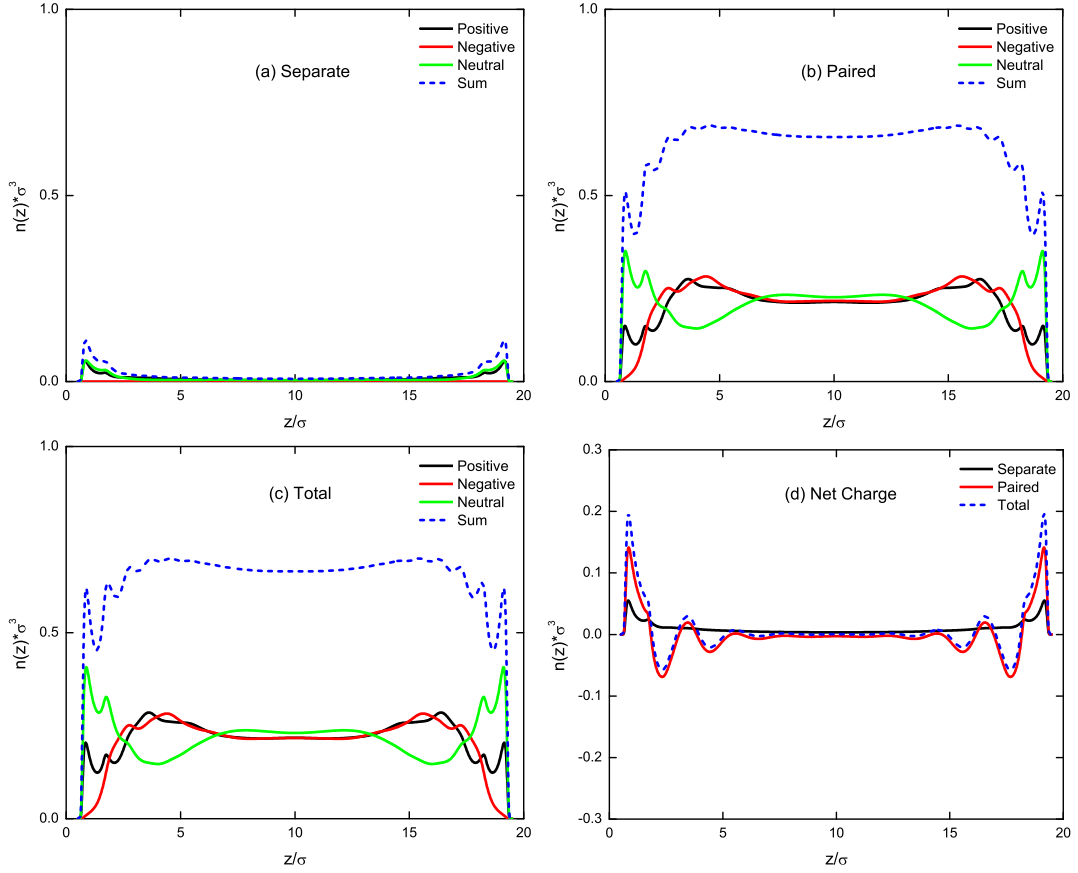 (a) Separate
Positive
Negative
Neutral
Sum
1.0
0.5
0.0
n(z)*σ³
0 5 10 15 20
z/σ
(b) Paired
Positive
Negative
Neutral
Sum
1.0
0.5
0.0
n(z)*σ³
0 5 10 15 20
z/σ
(c) Total
Positive
Negative
Neutral
Sum
1.0
0.5
0.0
n(z)*σ³
0 5 10 15 20
z/σ
(d) Net Charge
Separate
Paired
Total
0.3
0.2
0.1
0.0
-0.1
-0.2
-0.3
n(z)*σ³
0 5 10 15 20
z/σ